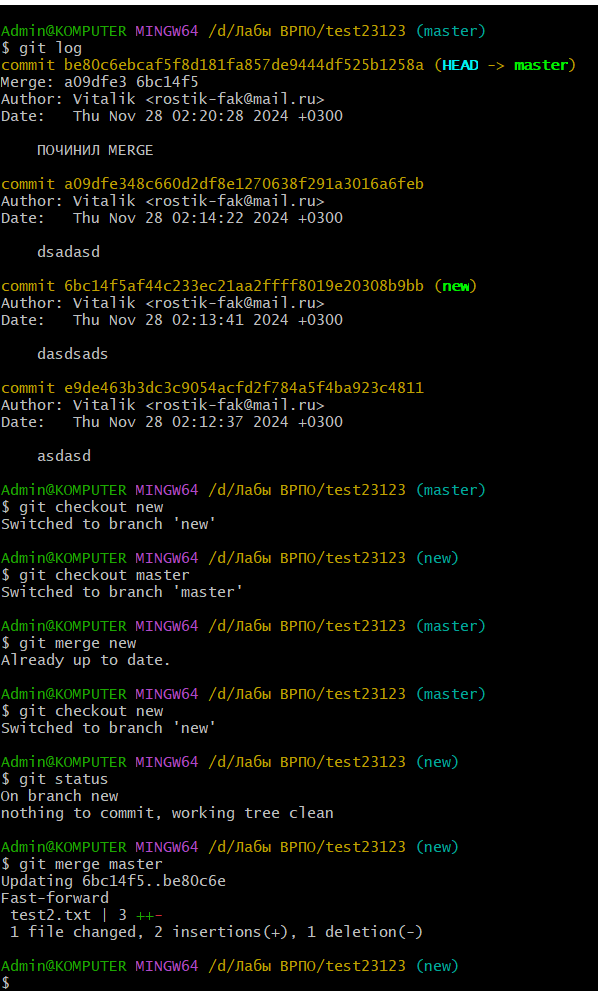 Admin@KOMPUTER MINGW64 /d/Лабы ВРПО/test23123 (master)
$ git log
commit be80c6ebcaf5f8d181fa857de9444df525b1258a (HEAD -> master)
Merge: a09dfe3 6bc14f5
Author: Vitalik <rostik-fak@mail.ru>
Date:   Thu Nov 28 02:20:28 2024 +0300
    ПОЧИНИЛ MERGE
commit a09dfe348c660d2df8e1270638f291a3016a6feb
Author: Vitalik <rostik-fak@mail.ru>
Date:   Thu Nov 28 02:14:22 2024 +0300
    dsadasd
commit 6bc14f5af44c233ec21aa2ffff8019e20308b9bb (new)
Author: Vitalik <rostik-fak@mail.ru>
Date:   Thu Nov 28 02:13:41 2024 +0300
    dasdsads
commit e9de463b3dc3c9054acfd2f784a5f4ba923c4811
Author: Vitalik <rostik-fak@mail.ru>
Date:   Thu Nov 28 02:12:37 2024 +0300
    asdasd
Admin@KOMPUTER MINGW64 /d/Лабы ВРПО/test23123 (master)
$ git checkout new
Switched to branch 'new'
Admin@KOMPUTER MINGW64 /d/Лабы ВРПО/test23123 (new)
$ git checkout master
Switched to branch 'master'
Admin@KOMPUTER MINGW64 /d/Лабы ВРПО/test23123 (master)
$ git merge new
Already up to date.
Admin@KOMPUTER MINGW64 /d/Лабы ВРПО/test23123 (master)
$ git checkout new
Switched to branch 'new'
Admin@KOMPUTER MINGW64 /d/Лабы ВРПО/test23123 (new)
$ git status
On branch new
nothing to commit, working tree clean
Admin@KOMPUTER MINGW64 /d/Лабы ВРПО/test23123 (new)
$ git merge master
Updating 6bc14f5..be80c6e
Fast-forward
 test2.txt | 3 ++-
 1 file changed, 2 insertions(+), 1 deletion(-)
Admin@KOMPUTER MINGW64 /d/Лабы ВРПО/test23123 (new)
$